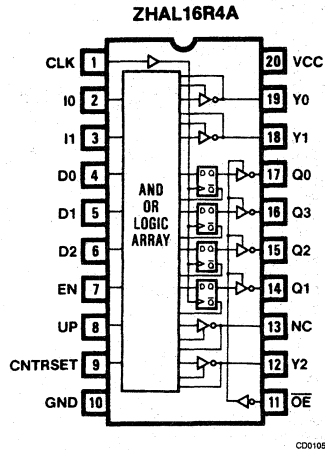 ZHAL16R4A
CLK 1 20 VCC
I0 2 19 Y0
I1 3 18 Y1
D0 4 17 Q0
D1 5 16 Q3
D2 6 15 Q2
EN 7 14 Q1
UP 8 13 NC
CNTRSET 9 12 Y2
GND 10 11 OE
AND
OR
LOGIC
ARRAY
D Q
Q
D Q
Q
D Q
Q
D Q
Q
CD0105